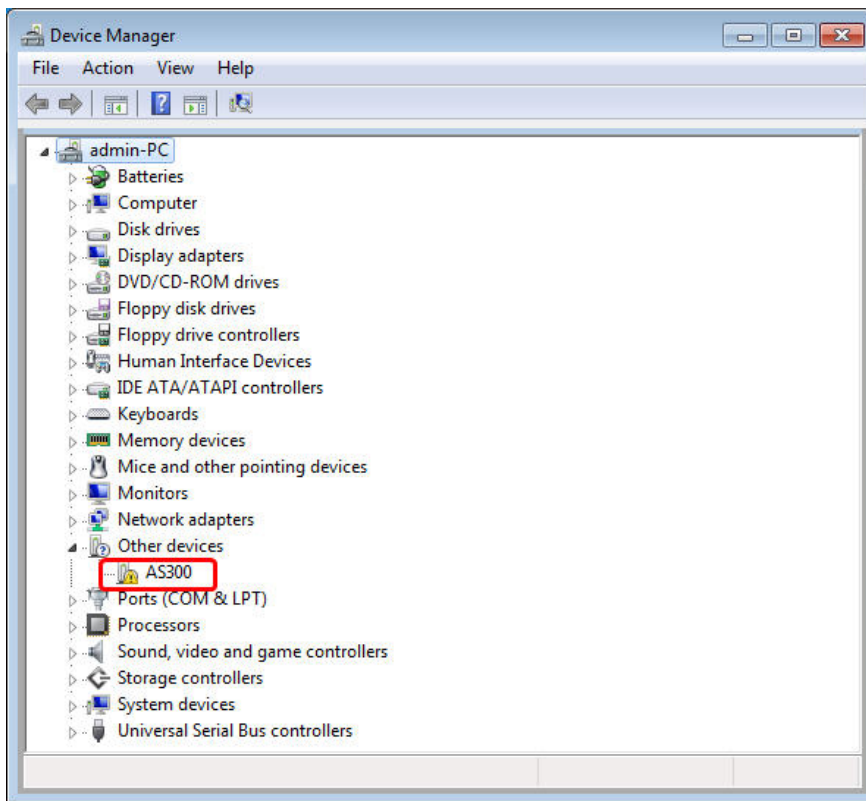 Device Manager
File Action View Help
admin-PC
Batteries
Computer
Disk drives
Display adapters
DVD/CD-ROM drives
Floppy disk drives
Floppy drive controllers
Human Interface Devices
IDE ATA/ATAPI controllers
Keyboards
Memory devices
Mice and other pointing devices
Monitors
Network adapters
Other devices
AS300
Ports (COM & LPT)
Processors
Sound, video and game controllers
Storage controllers
System devices
Universal Serial Bus controllers